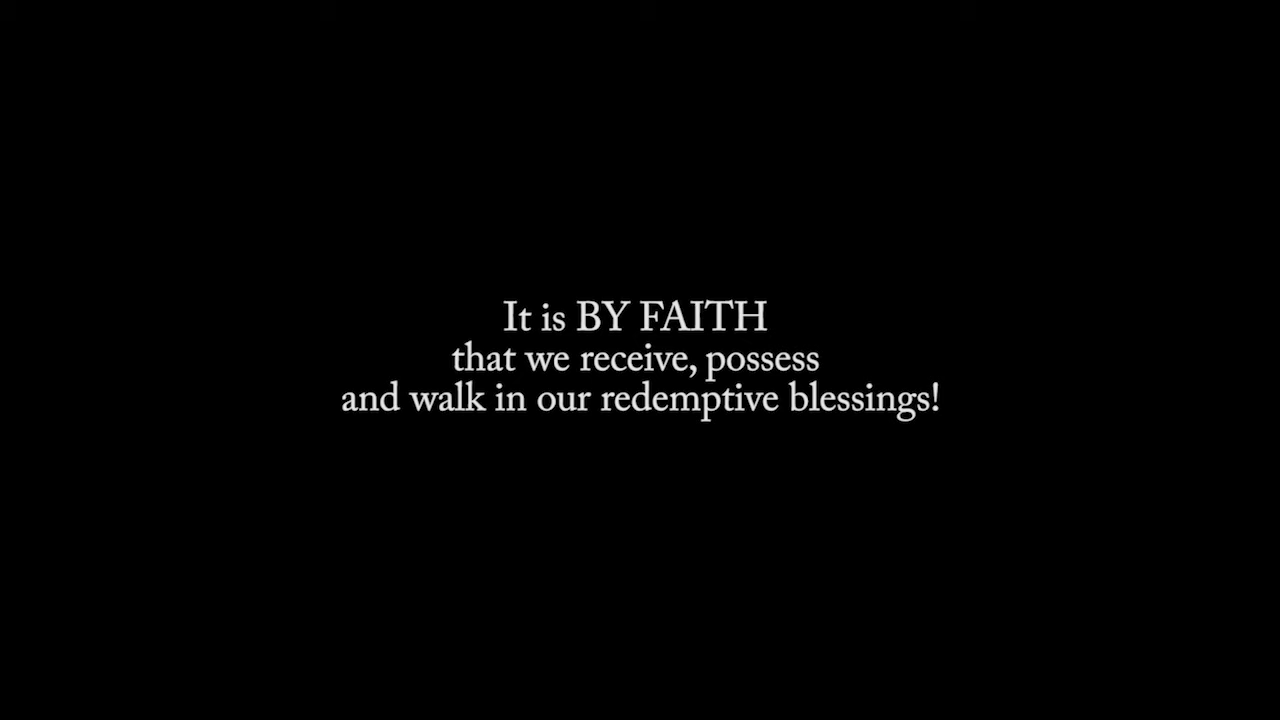 It is BY FAITH
that we receive, possess
and walk in our redemptive blessings!